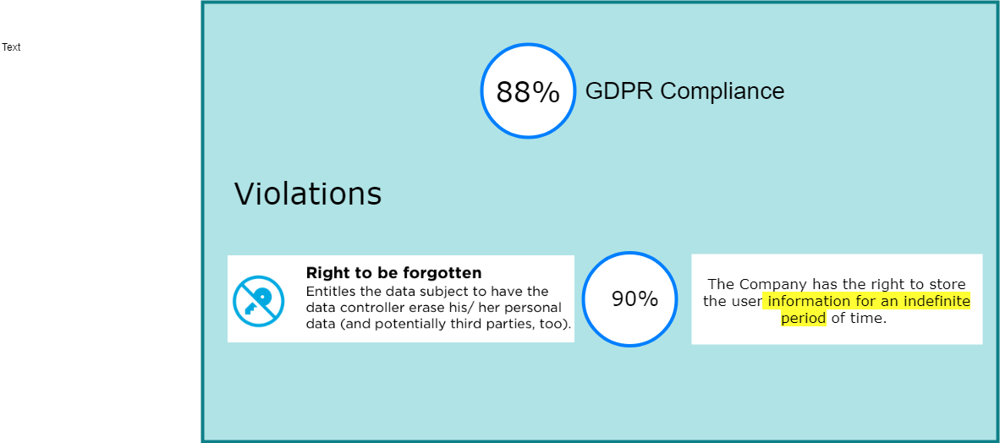 Text
88% GDPR Compliance
Violations
Right to be forgotten
Entitles the data subject to have the
data controller erase his/ her personal
data (and potentially third parties, too).
90%
The Company has the right to store
the user information for an indefinite
period of time.